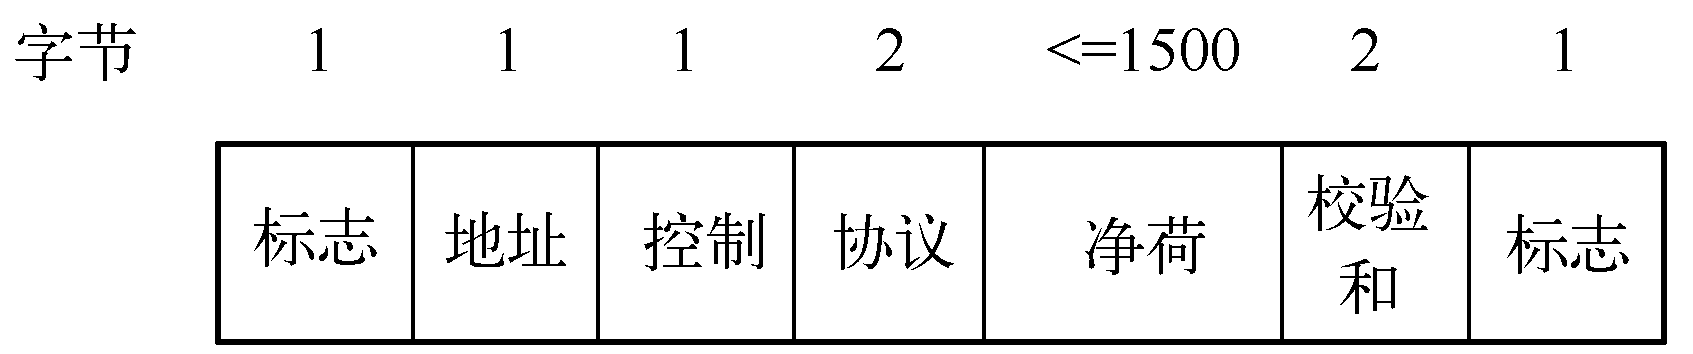 字节 1 1 1 2 <=1500 2 1
标志 地址 控制 协议 净荷 校验和 标志